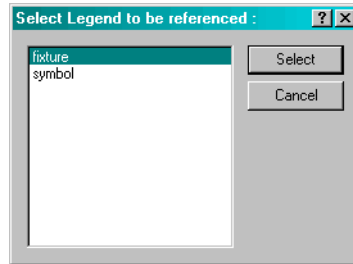 Select Legend to be referenced :
fixture
symbol
Select
Cancel